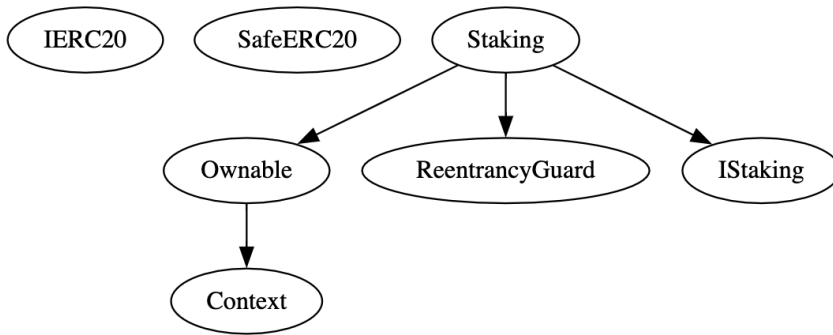 IERC20
SafeERC20
Staking
Ownable
ReentrancyGuard
IStaking
Context